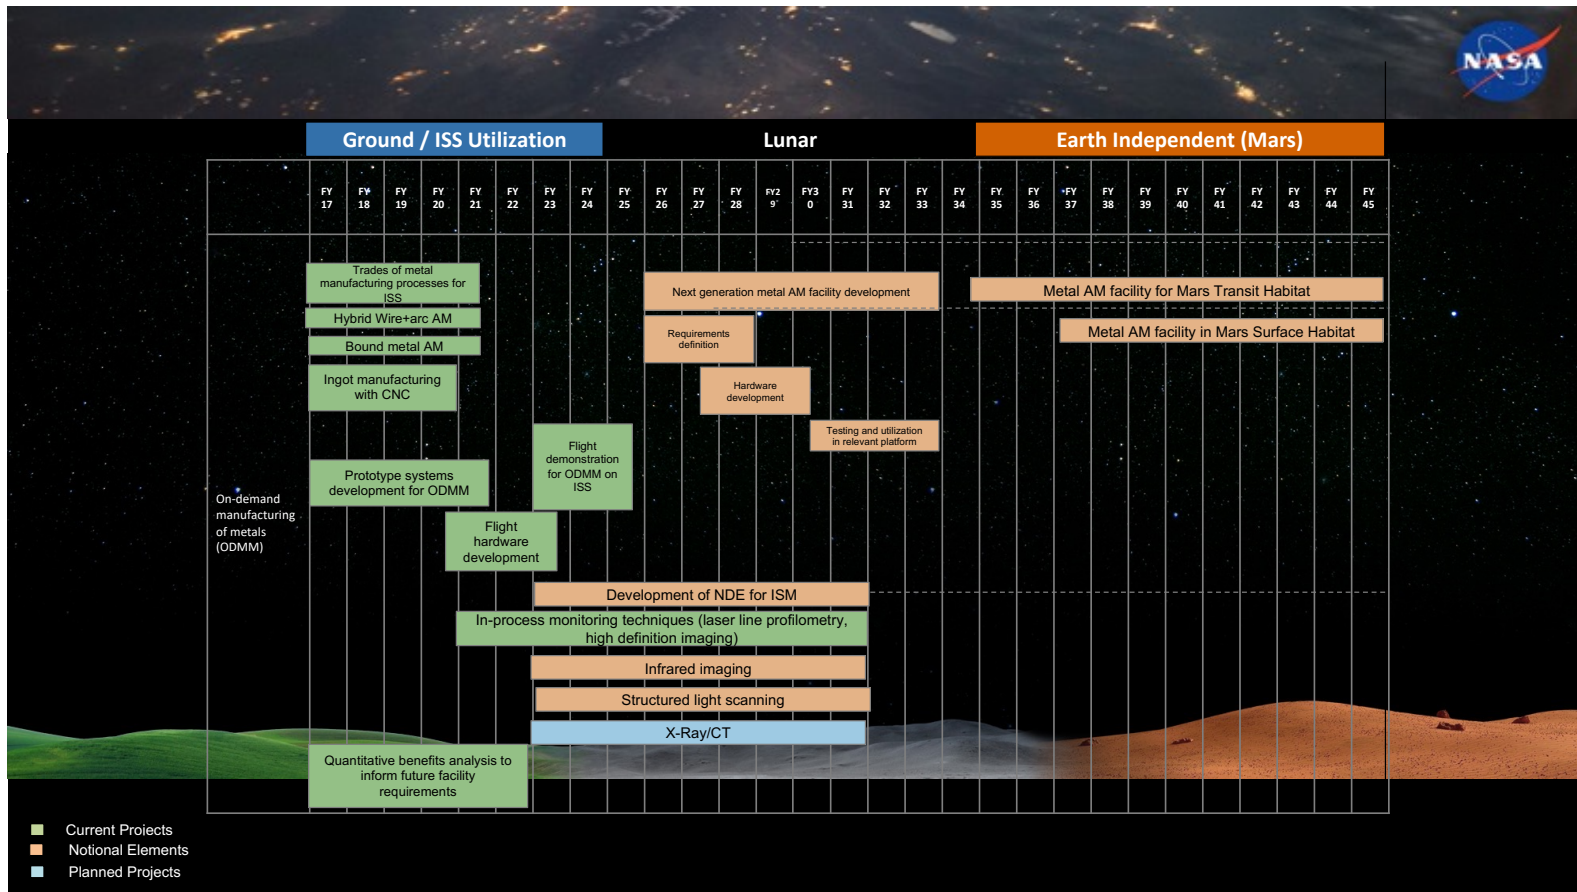 NASA
Ground / ISS Utilization
Lunar
Earth Independent (Mars)
FY
17
FY
18
FY
19
FY
20
FY
21
FY
22
FY
23
FY
24
FY
25
FY
26
FY
27
FY
28
FY2
9
FY3
0
FY
31
FY
32
FY
33
FY
34
FY
35
FY
36
FY
37
FY
38
FY
39
FY
40
FY
41
FY
42
FY
43
FY
44
FY
45
On-demand
manufacturing
of metals
(ODMM)
Trades of metal
manufacturing processes for
ISS
Hybrid Wire+arc AM
Bound metal AM
Ingot manufacturing
with CNC
Prototype systems
development for ODMM
Flight
hardware
development
Flight
demonstration
for ODMM on
ISS
Next generation metal AM facility development
Requirements
definition
Hardware
development
Testing and utilization
in relevant platform
Metal AM facility for Mars Transit Habitat
Metal AM facility in Mars Surface Habitat
Development of NDE for ISM
In-process monitoring techniques (laser line profilometry,
high definition imaging)
Infrared imaging
Structured light scanning
X-Ray/CT
Quantitative benefits analysis to
inform future facility
requirements
Current Projects
Notional Elements
Planned Projects